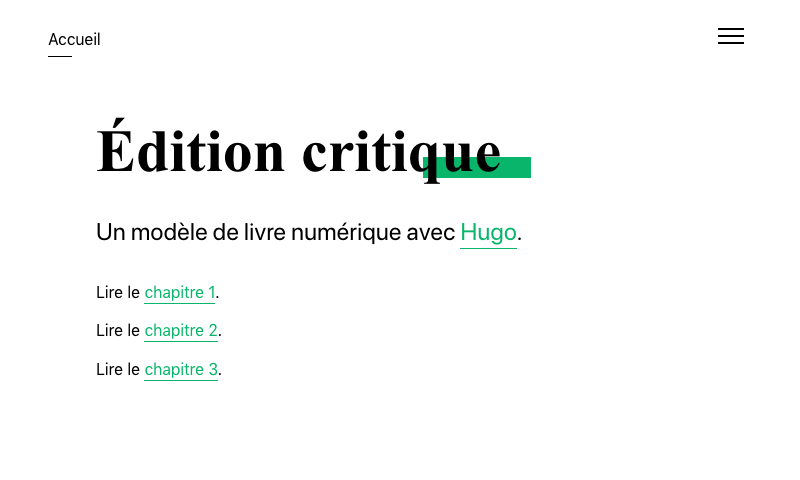 Accueil
Édition critique
Un modèle de livre numérique avec Hugo.
Lire le chapitre 1.
Lire le chapitre 2.
Lire le chapitre 3.